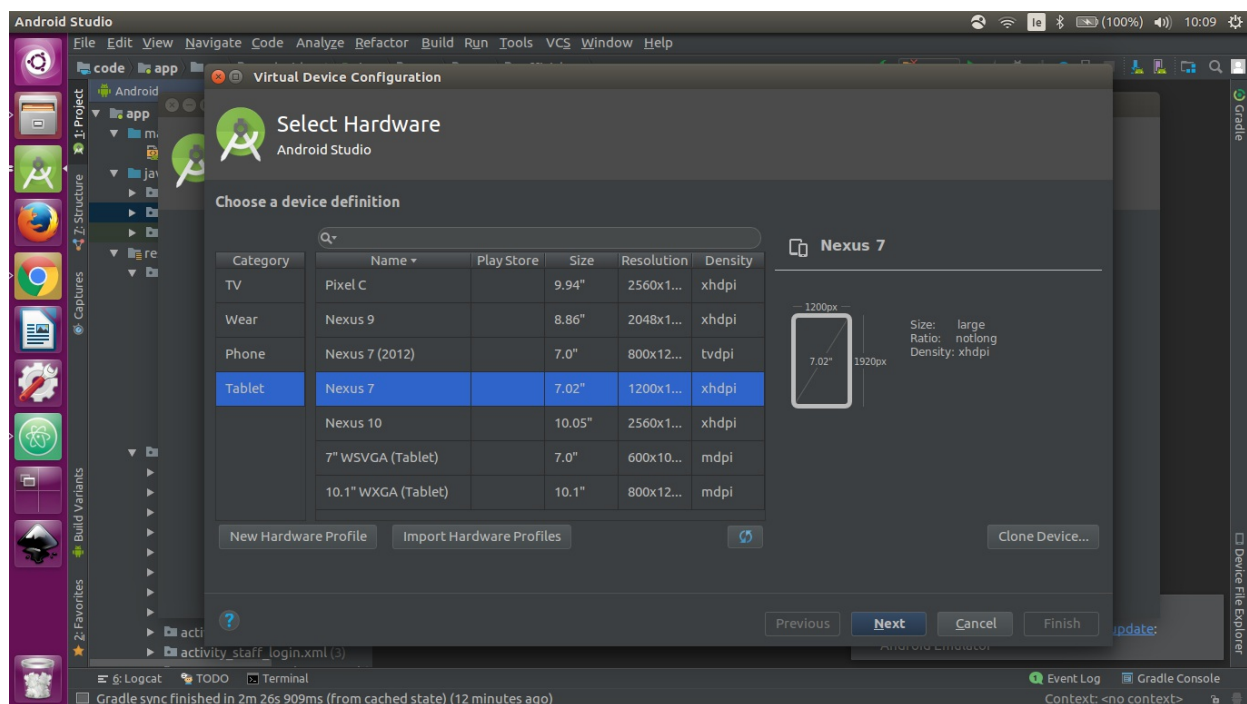 Android Studio
le
(100%)
10:09
File Edit View Navigate Code Analyze Refactor Build Run Tools VCS Window Help
code app
Virtual Device Configuration
1: Project
Android
app
Gradle
Select Hardware
Android Studio
Z: Structure
Choose a device definition
Nexus 7
Category Name Play Store Size Resolution Density
TV Pixel C 9.94" 2560x1... xhdpi
Wear Nexus 9 8.86" 2048x1... xhdpi
Phone Nexus 7 (2012) 7.0" 800x12... tvdpi
Tablet Nexus 7 7.02" 1200x1... xhdpi
Nexus 10 10.05" 2560x1... xhdpi
7" WSVGA (Tablet) 7.0" 600x10... mdpi
10.1" WXGA (Tablet) 10.1" 800x12... mdpi
1200px
7.02"
1920px
Size: large
Ratio: notlong
Density: xhdpi
Captures
Build Variants
2: Favorites
New Hardware Profile Import Hardware Profiles
Clone Device...
Device File Explorer
?
Previous Next Cancel Finish
update:
Android Emulator
acti
activity_staff_login.xml (3)
6: Logcat TODO Terminal
1 Event Log Gradle Console
Gradle sync finished in 2m 26s 909ms (from cached state) (12 minutes ago)
Context: <no context>